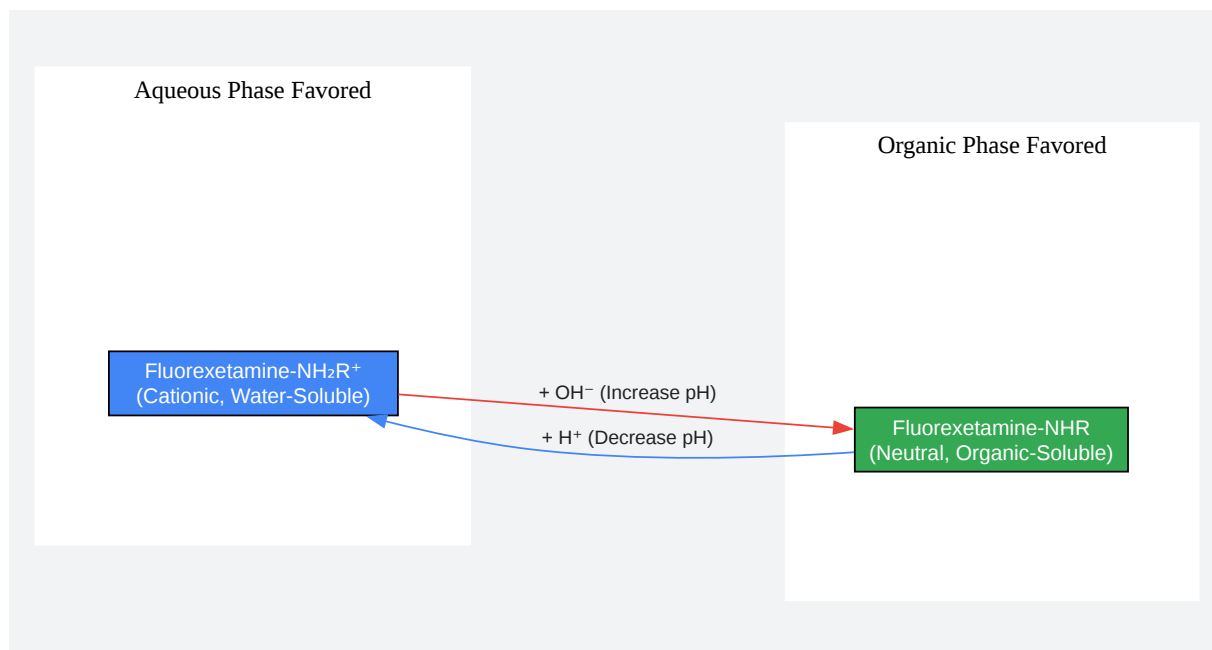 Aqueous Phase Favored
Organic Phase Favored
Fluorexetamine-NH₂R⁺
(Cationic, Water-Soluble)
+ OH⁻ (Increase pH)
+ H⁺ (Decrease pH)
Fluorexetamine-NHR
(Neutral, Organic-Soluble)